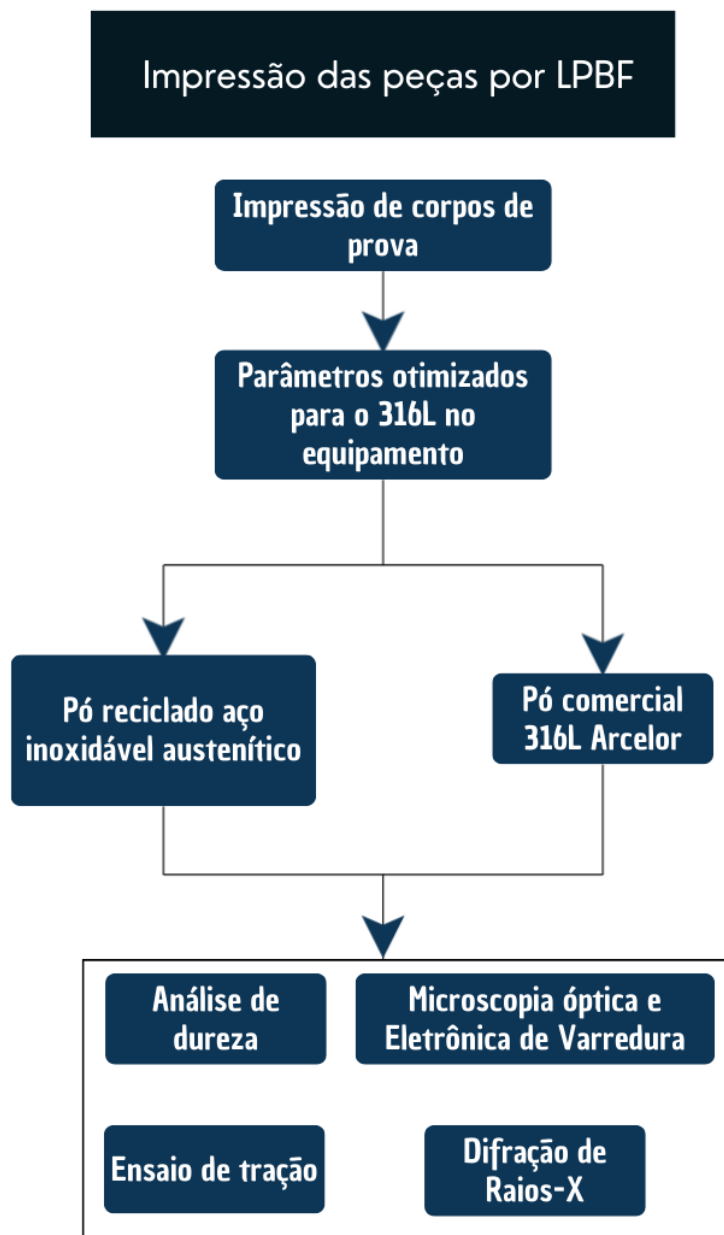 Impressão das peças por LPBF
Impressão de corpos de
prova
Parâmetros otimizados
para o 316L no
equipamento
Pó reciclado aço
inoxidável austenítico
Pó comercial
316L Arcelor
Análise de
dureza
Microscopia óptica e
Eletrônica de Varredura
Ensaio de tração
Difração de
Raios-X